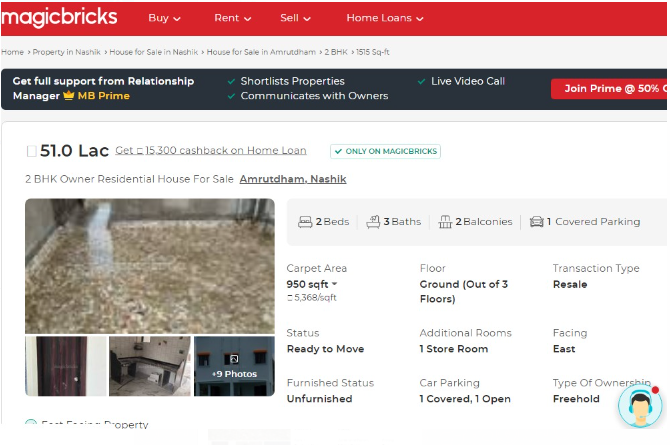 magicbricks
Buy Rent Sell Home Loans
Home > Property in Nashik > House for Sale in Nashik > House for Sale in Amrutdham > 2 BHK > 1515 Sq-ft
Get full support from Relationship
Manager MB Prime
Shortlists Properties
Live Video Call
Communicates with Owners
Join Prime @ 50%
51.0 Lac Get 15,300 cashback on Home Loan ONLY ON MAGICBRICKS
2 BHK Owner Residential House For Sale Amrutdham, Nashik
2 Beds 3 Baths 2 Balconies 1 Covered Parking
Carpet Area Floor Transaction Type
950 sqft Ground (Out of 3 Resale
5,368/sqft Floors)
Status Additional Rooms Facing
Ready to Move 1 Store Room East
+9 Photos
Furnished Status Car Parking Type Of Ownership
Unfurnished 1 Covered, 1 Open Freehold
East Facing Property